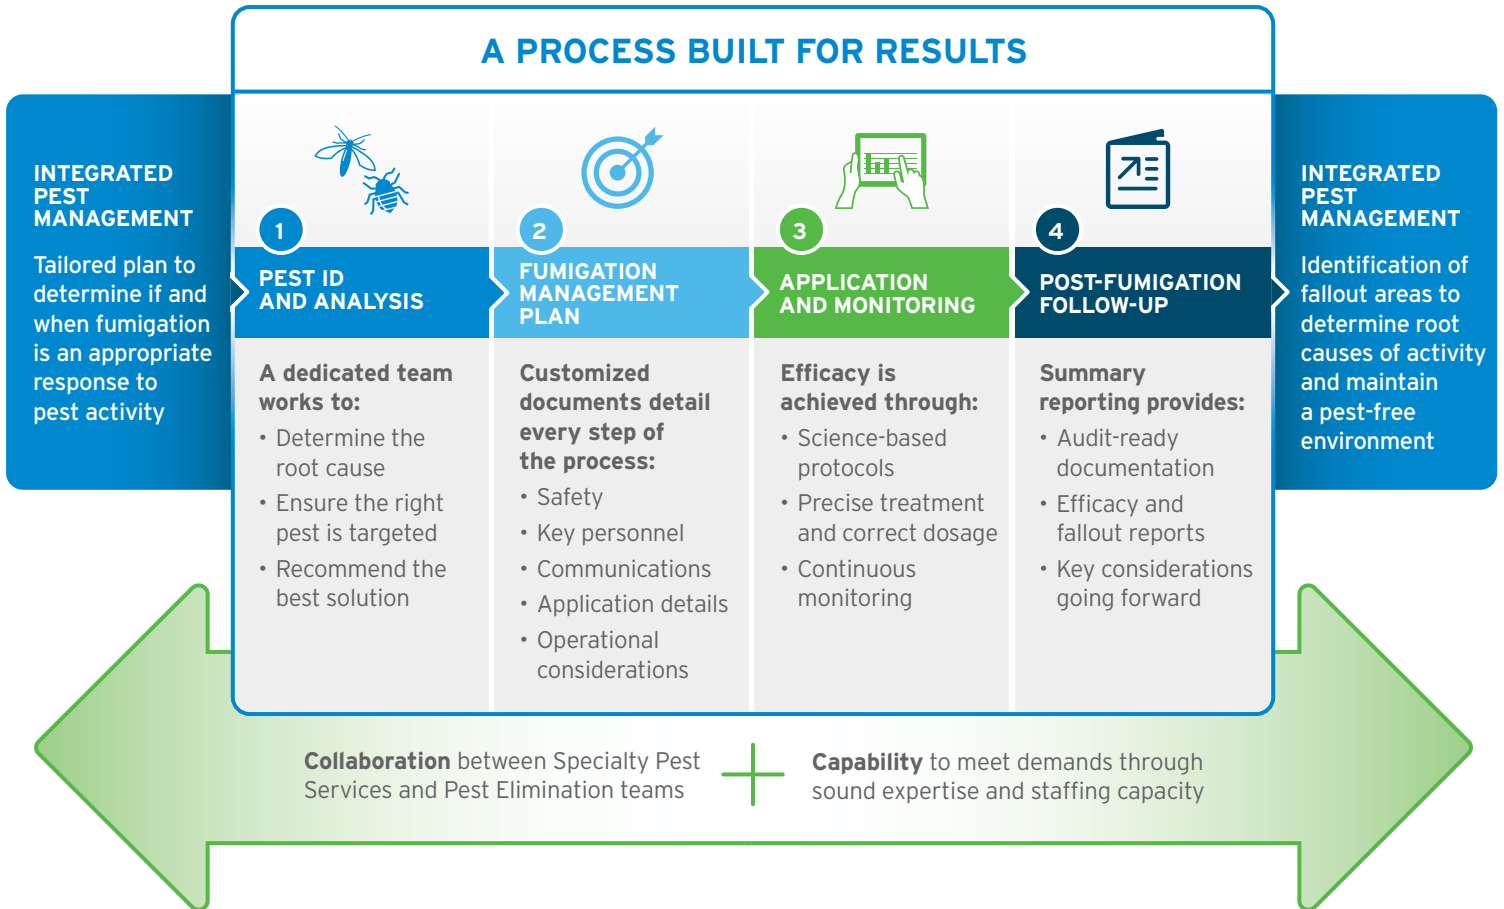 A PROCESS BUILT FOR RESULTS
INTEGRATED
PEST
MANAGEMENT
Tailored plan to
determine if and
when fumigation
is an appropriate
response to
pest activity
1
PEST ID
AND ANALYSIS
A dedicated team
works to:
• Determine the
root cause
• Ensure the right
pest is targeted
• Recommend the
best solution
2
FUMIGATION
MANAGEMENT
PLAN
Customized
documents detail
every step of
the process:
• Safety
• Key personnel
• Communications
• Application details
• Operational
considerations
3
APPLICATION
AND MONITORING
Efficacy is
achieved through:
• Science-based
protocols
• Precise treatment
and correct dosage
• Continuous
monitoring
4
POST-FUMIGATION
FOLLOW-UP
Summary
reporting provides:
• Audit-ready
documentation
• Efficacy and
fallout reports
• Key considerations
going forward
INTEGRATED
PEST
MANAGEMENT
Identification of
fallout areas to
determine root
causes of activity
and maintain
a pest-free
environment
Collaboration between Specialty Pest
Services and Pest Elimination teams
Capability to meet demands through
sound expertise and staffing capacity